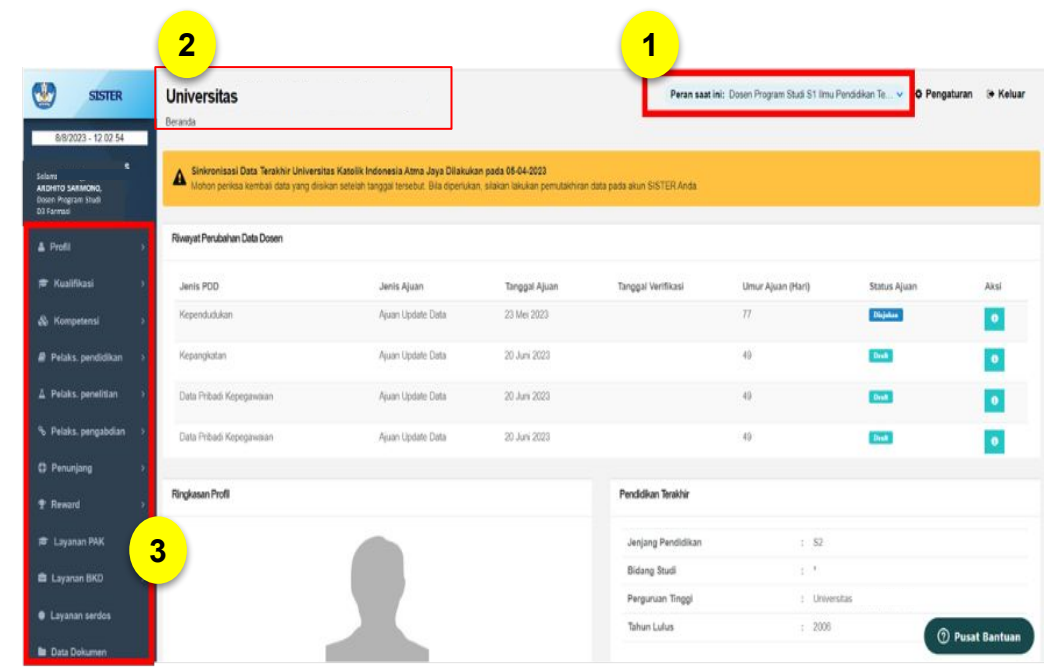 2
1
SISTER
Universitas
Peran saat ini: Dosen Program Studi S1 Ilmu Pendidikan Te...
Pengaturan
Keluar
Beranda
8/8/2023 - 12 02 54
Selams
ARDHITO SARMONO,
Dosen Program Studi
D3 Farmasi
Sinkronisasi Data Terakhir Universitas Katolik Indonesia Atma Jaya Dilakukan pada 08-04-2023
Mohon periksa kembali data yang diisikan setelah tanggal tersebut. Bila diperlukan, silakan lakukan pemutakhiran data pada akun SISTER Anda.
Profil
Kualifikasi
Kompetensi
Pelaks. pendidikan
Pelaks. penelitian
Pelaks. pengabdian
Penunjang
Reward
Layanan PAK
Layanan BKD
Layanan serdos
Data Dokumen
3
Riwayat Perubahan Data Dosen
Jenis PDD Jenis Ajuan Tanggal Ajuan Tanggal Verifikasi Umur Ajuan (Hari) Status Ajuan Aksi
Kependudukan Ajuan Update Data 23 Mei 2023 77 Diajukan
Kepangkatan Ajuan Update Data 20 Juni 2023 49 Draft
Data Pribadi Kepegawaian Ajuan Update Data 20 Juni 2023 49 Draft
Data Pribadi Kepegawaian Ajuan Update Data 20 Juni 2023 49 Draft
Ringkasan Profil
Pendidikan Terakhir
Jenjang Pendidikan : S2
Bidang Studi : *
Perguruan Tinggi : Universitas
Tahun Lulus : 2006
Pusat Bantuan